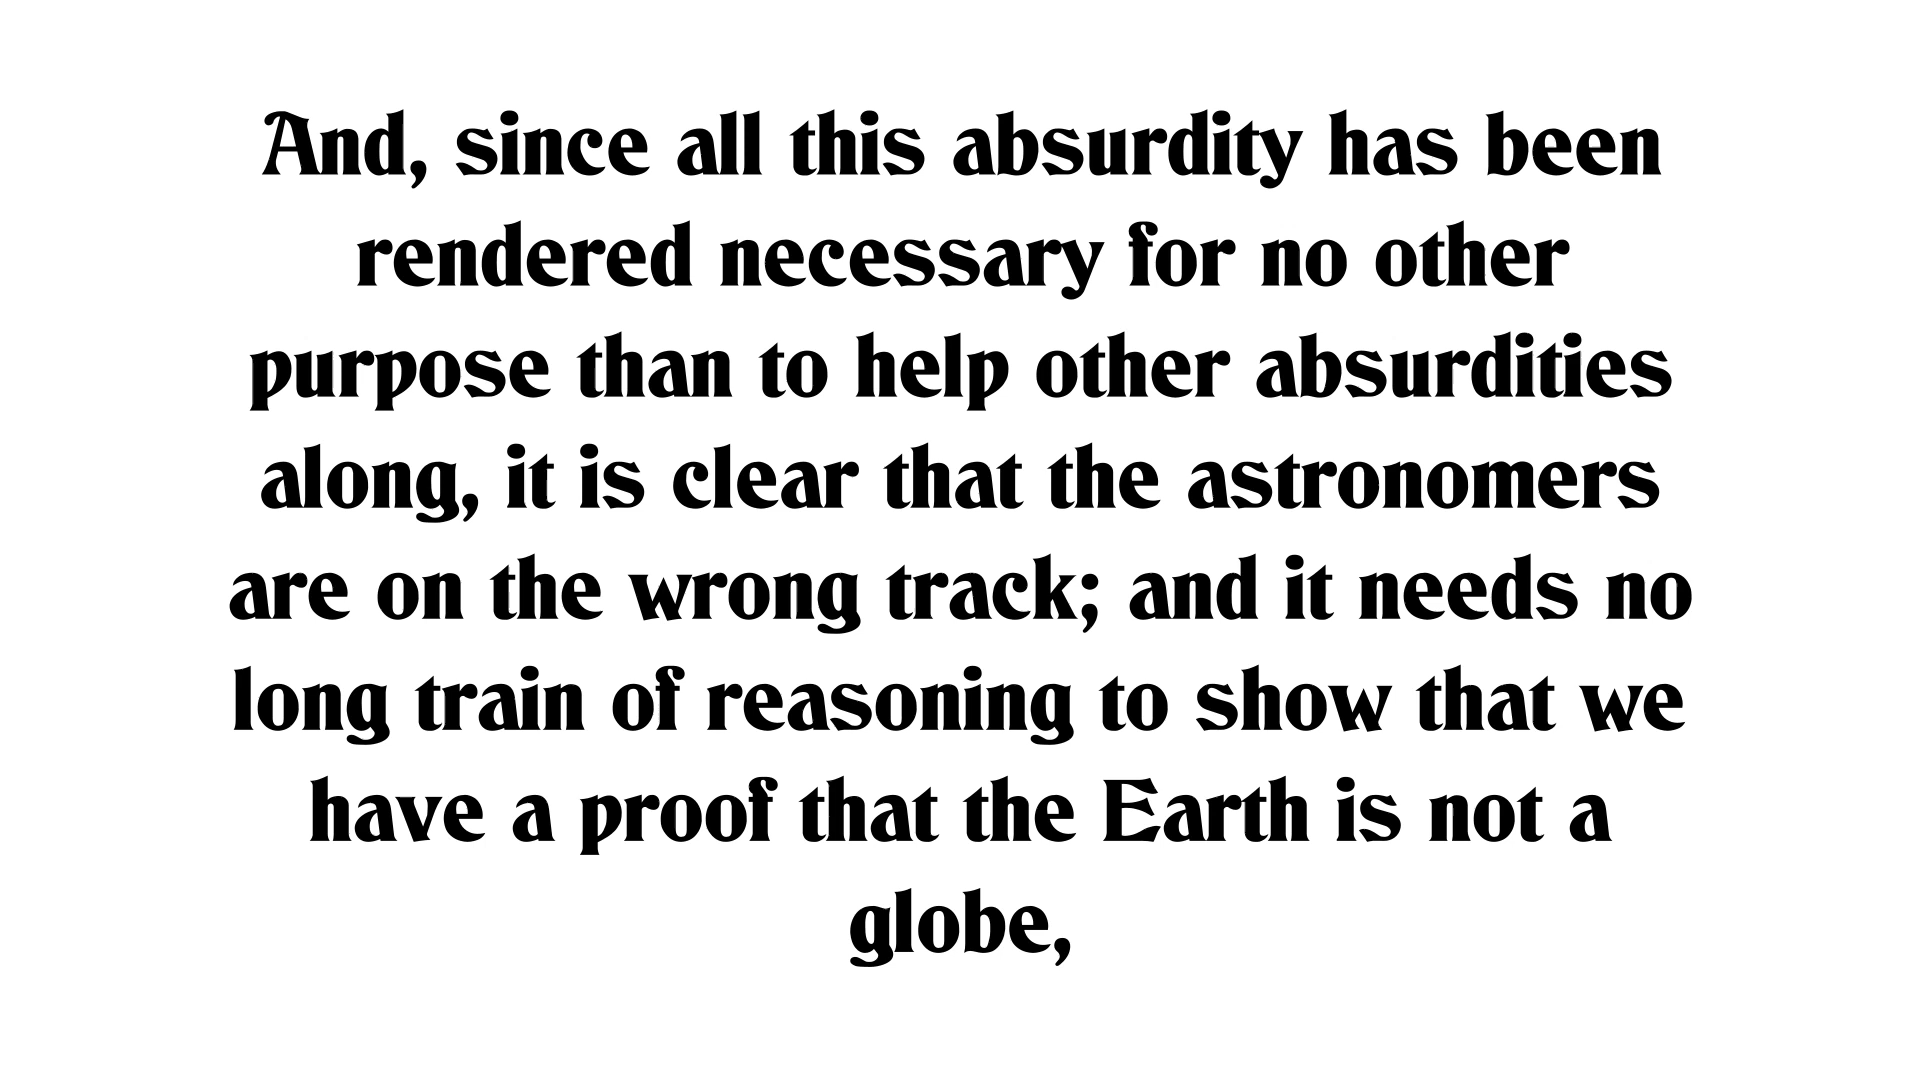 And, since all this absurdity has been
rendered necessary for no other
purpose than to help other absurdities
along, it is clear that the astronomers
are on the wrong track; and it needs no
long train of reasoning to show that we
have a proof that the Earth is not a
globe,